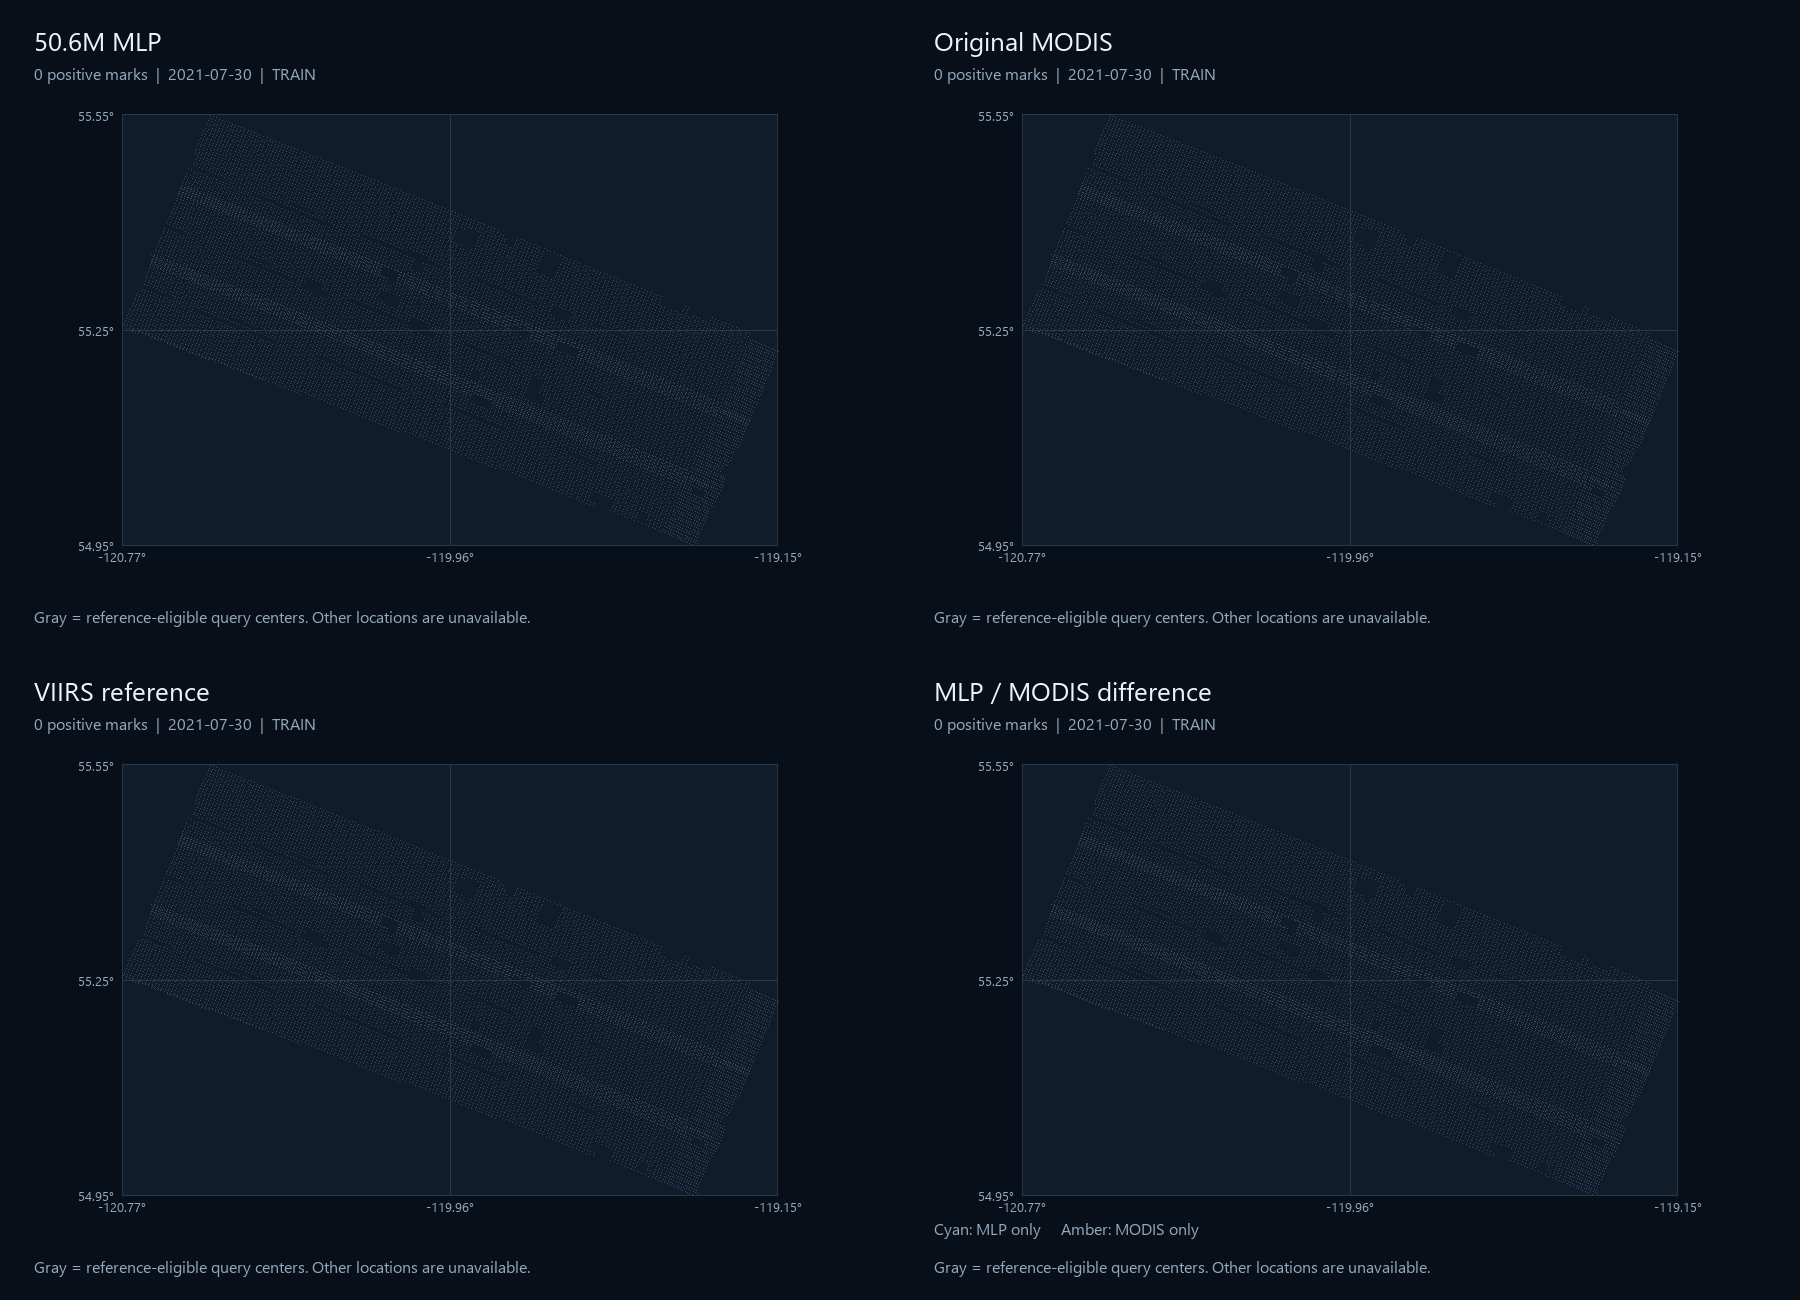 50.6M MLP
0 positive marks | 2021-07-30 | TRAIN
55.55°
55.25°
54.95°
-120.77°
-119.96°
-119.15°
Gray = reference-eligible query centers. Other locations are unavailable.
Original MODIS
0 positive marks | 2021-07-30 | TRAIN
55.55°
55.25°
54.95°
-120.77°
-119.96°
-119.15°
Gray = reference-eligible query centers. Other locations are unavailable.
VIIRS reference
0 positive marks | 2021-07-30 | TRAIN
55.55°
55.25°
54.95°
-120.77°
-119.96°
-119.15°
Gray = reference-eligible query centers. Other locations are unavailable.
MLP / MODIS difference
0 positive marks | 2021-07-30 | TRAIN
55.55°
55.25°
54.95°
-120.77°
-119.96°
-119.15°
Cyan: MLP only Amber: MODIS only
Gray = reference-eligible query centers. Other locations are unavailable.